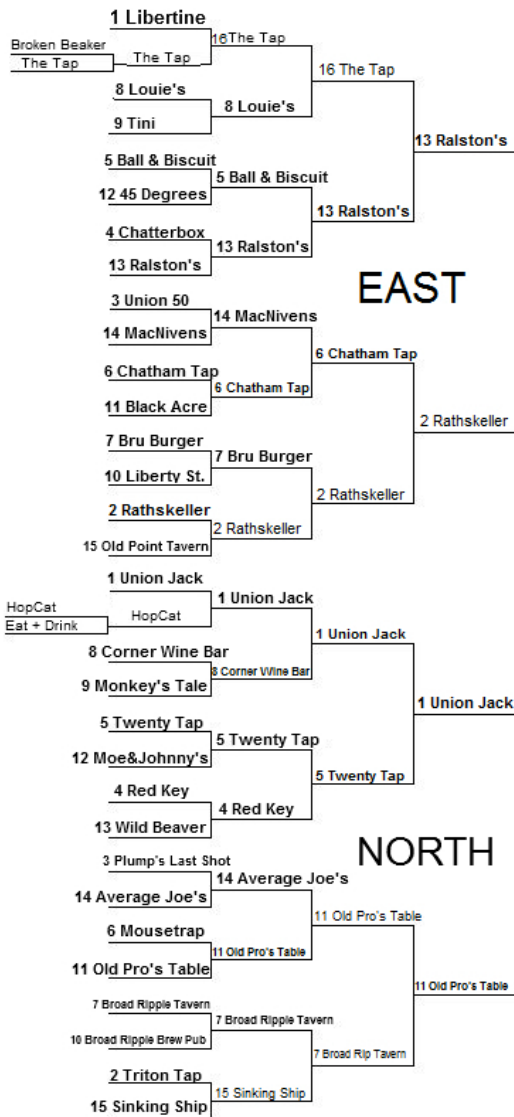 1 Libertine
Broken Beaker
The Tap
The Tap
16The Tap
8 Louie's
9 Tini
8 Louie's
16 The Tap
5 Ball & Biscuit
12 45 Degrees
5 Ball & Biscuit
4 Chatterbox
13 Ralston's
13 Ralston's
13 Ralston's
13 Ralston's
EAST
3 Union 50
14 MacNivens
14 MacNivens
6 Chatham Tap
11 Black Acre
6 Chatham Tap
6 Chatham Tap
7 Bru Burger
10 Liberty St.
7 Bru Burger
2 Rathskeller
15 Old Point Tavern
2 Rathskeller
2 Rathskeller
2 Rathskeller
1 Union Jack
HopCat
Eat + Drink
HopCat
1 Union Jack
8 Corner Wine Bar
9 Monkey's Tale
8 Corner Wine Bar
1 Union Jack
5 Twenty Tap
12 Moe&Johnny's
5 Twenty Tap
4 Red Key
13 Wild Beaver
4 Red Key
5 Twenty Tap
1 Union Jack
NORTH
3 Plump's Last Shot
14 Average Joe's
14 Average Joe's
6 Mousetrap
11 Old Pro's Table
11 Old Pro's Table
11 Old Pro's Table
7 Broad Ripple Tavern
10 Broad Ripple Brew Pub
7 Broad Ripple Tavern
2 Triton Tap
15 Sinking Ship
15 Sinking Ship
7 Broad Rip Tavern
11 Old Pro's Table